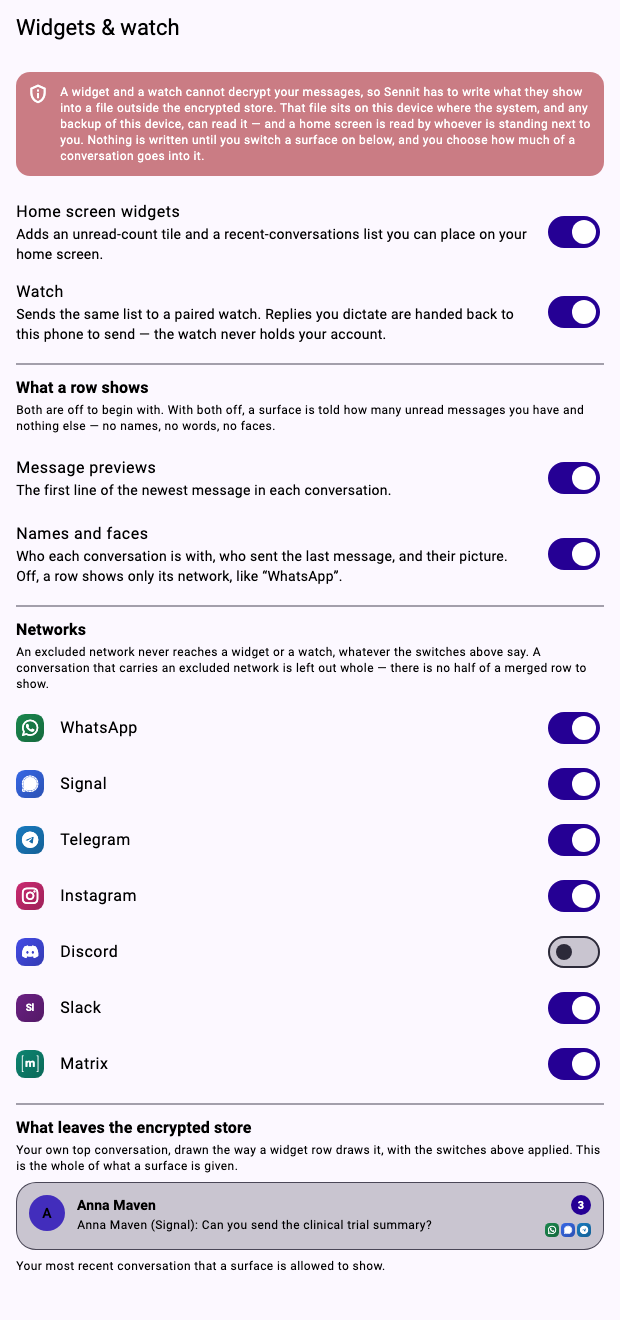 Widgets & watch
A widget and a watch cannot decrypt your messages, so Sennit has to write what they show
into a file outside the encrypted store. That file sits on this device where the system, and any
backup of this device, can read it — and a home screen is read by whoever is standing next to
you. Nothing is written until you switch a surface on below, and you choose how much of a
conversation goes into it.
Home screen widgets
Adds an unread-count tile and a recent-conversations list you can place on your
home screen.
Watch
Sends the same list to a paired watch. Replies you dictate are handed back to
this phone to send — the watch never holds your account.
What a row shows
Both are off to begin with. With both off, a surface is told how many unread messages you have and
nothing else — no names, no words, no faces.
Message previews
The first line of the newest message in each conversation.
Names and faces
Who each conversation is with, who sent the last message, and their picture.
Off, a row shows only its network, like “WhatsApp”.
Networks
An excluded network never reaches a widget or a watch, whatever the switches above say. A
conversation that carries an excluded network is left out whole — there is no half of a merged row to
show.
WhatsApp
Signal
Telegram
Instagram
Discord
Sl Slack
[m] Matrix
What leaves the encrypted store
Your own top conversation, drawn the way a widget row draws it, with the switches above applied. This
is the whole of what a surface is given.
A Anna Maven 3
Anna Maven (Signal): Can you send the clinical trial summary?
Your most recent conversation that a surface is allowed to show.